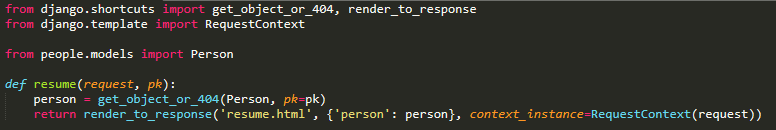 from django.shortcuts import get_object_or_404, render_to_response
from django.template import RequestContext

from people.models import Person

def resume(request, pk):
    person = get_object_or_404(Person, pk=pk)
    return render_to_response('resume.html', {'person': person}, context_instance=RequestContext(request))